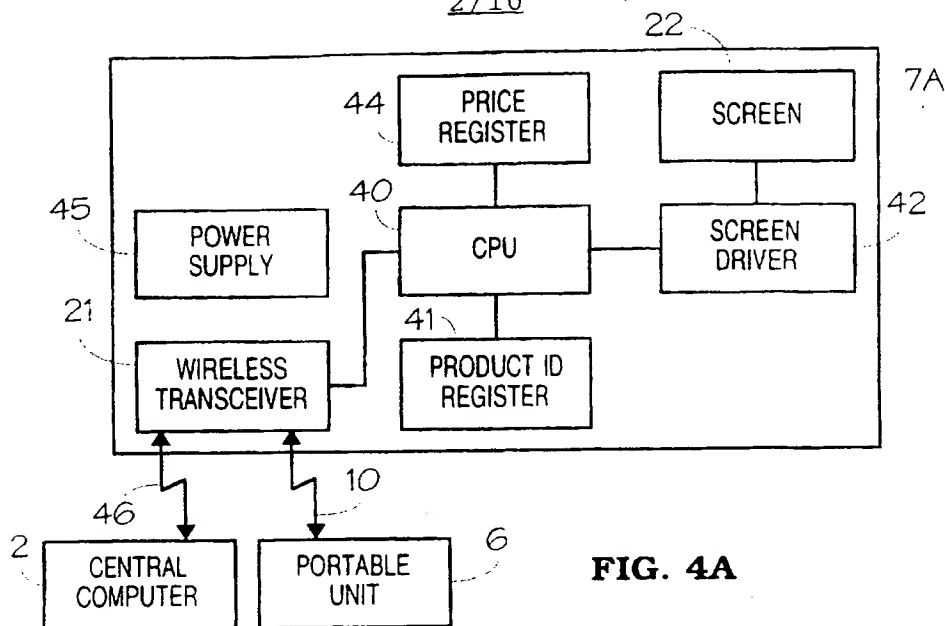 2/10
22
7A
44
PRICE
REGISTER
SCREEN
40
45
POWER
SUPPLY
CPU
SCREEN
DRIVER
42
21
41
WIRELESS
TRANSCEIVER
PRODUCT ID
REGISTER
46
10
2
CENTRAL
COMPUTER
PORTABLE
UNIT
6
FIG. 4A